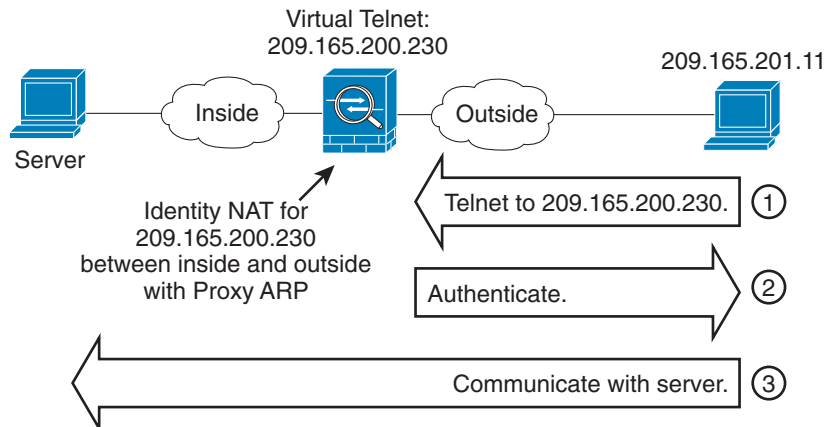 Virtual Telnet:
209.165.200.230
209.165.201.11
Inside
Outside
Server
Identity NAT for
209.165.200.230
between inside and outside
with Proxy ARP
Telnet to 209.165.200.230.
1
Authenticate.
2
Communicate with server.
3